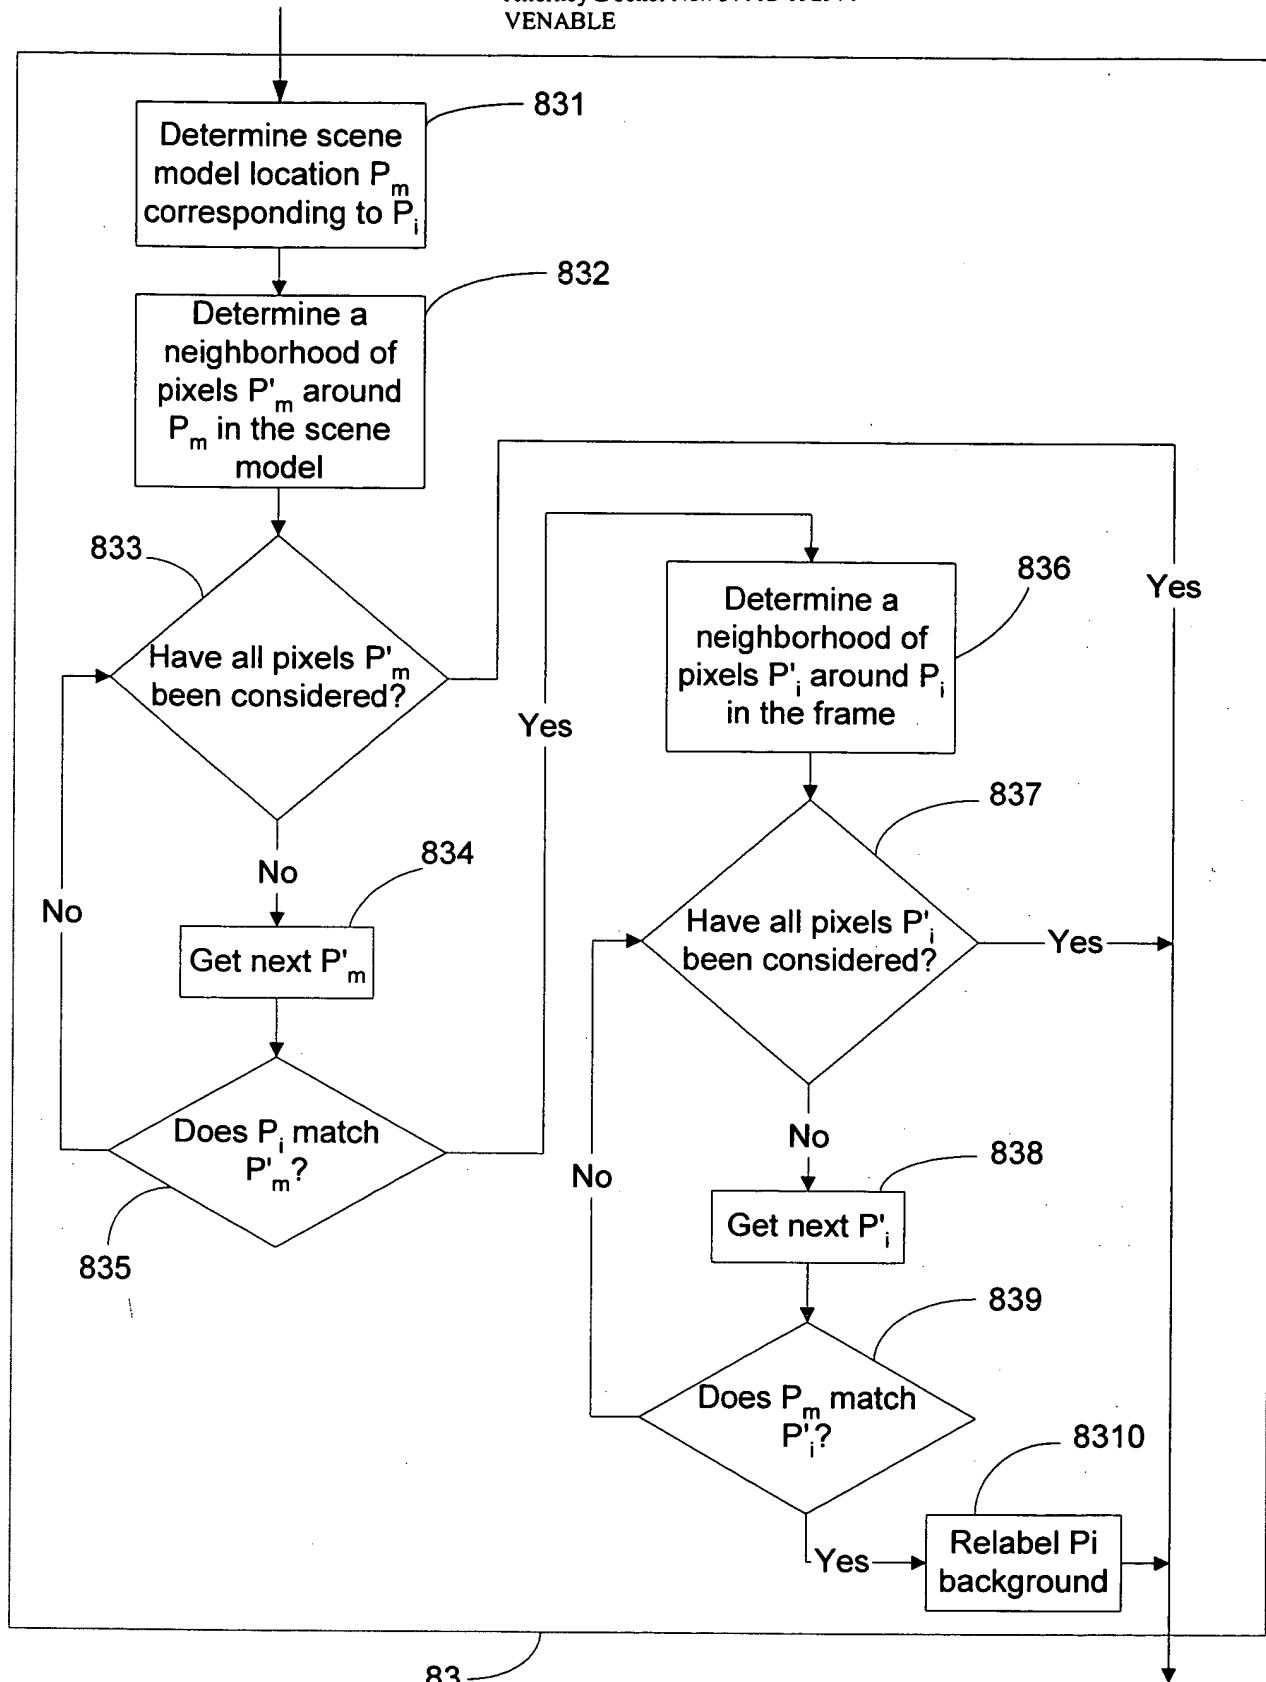 VENABLE
831
Determine scene
model location Pm
corresponding to Pi
832
Determine a
neighborhood of
pixels P'm around
Pm in the scene
model
833
Have all pixels P'm
been considered?
Yes
No
834
Get next P'm
No
Does Pi match
P'm?
835
Yes
836
Determine a
neighborhood of
pixels P'i around Pi
in the frame
837
Have all pixels P'i
been considered?
Yes
No
838
Get next P'i
No
839
Does Pm match
P'i?
8310
Yes
Relabel Pi
background
83